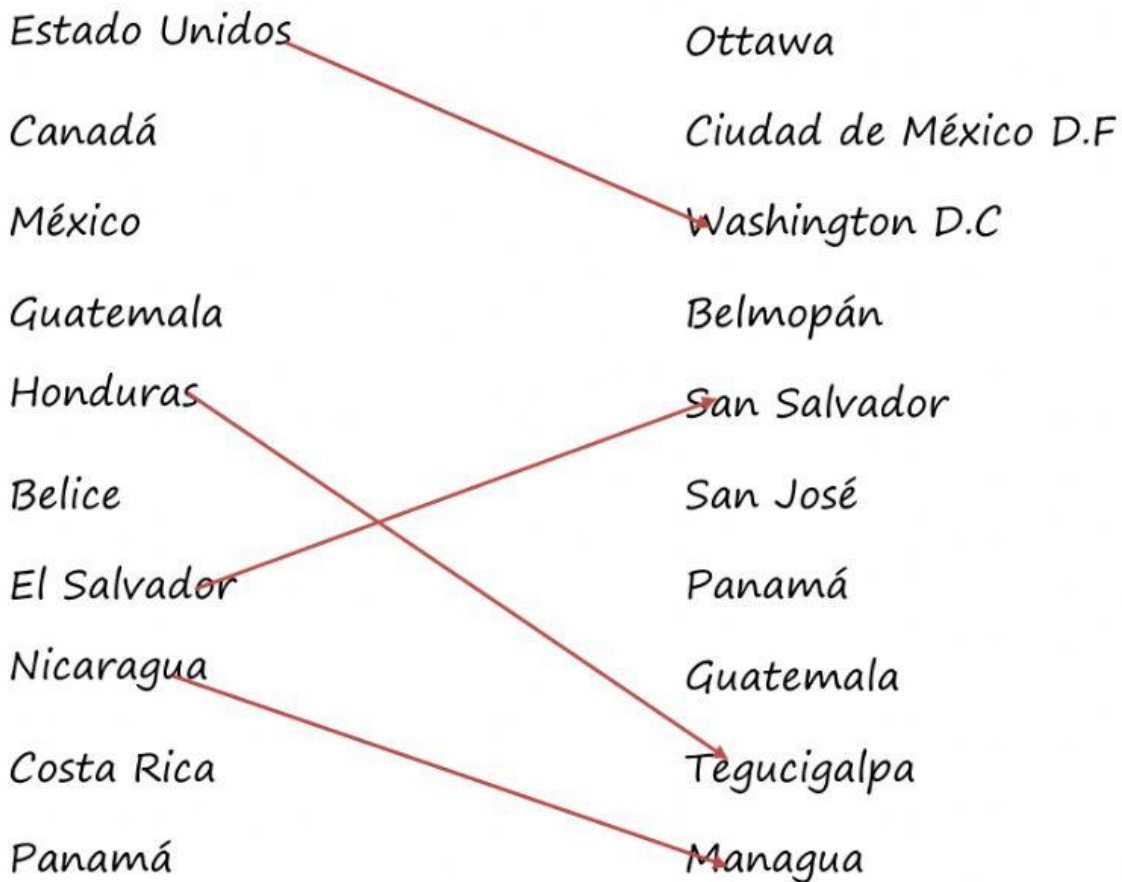 Estado Unidos
Canadá
México
Guatemala
Honduras
Belice
El Salvador
Nicaragua
Costa Rica
Panamá
Ottawa
Ciudad de México D.F
Washington D.C
Belmopán
San Salvador
San José
Panamá
Guatemala
Tegucigalpa
Managua